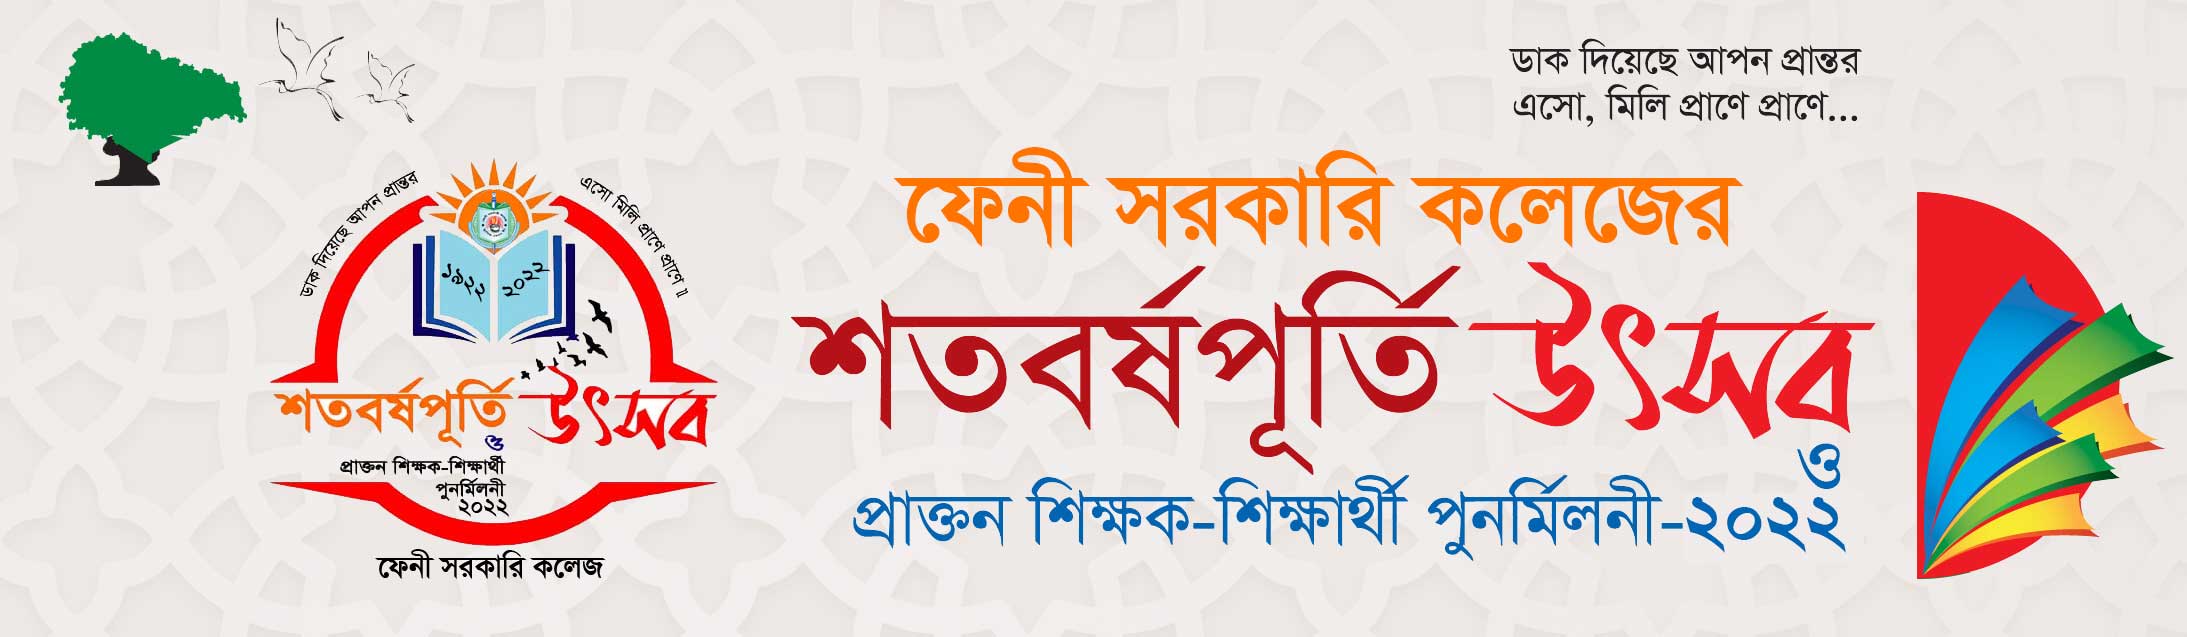 ডাক দিয়েছে আপন প্রান্তর
এসো, মিলি প্রাণে প্রাণে...
ফেনী সরকারি কলেজের
শতবর্ষপূর্তি উৎসব
ও
প্রাক্তন শিক্ষক-শিক্ষার্থী পুনর্মিলনী-২০২২
ডাক দিয়েছে আপন প্রান্তর
এসো মিলি প্রাণে প্রাণে ॥
১৯২২ ২০২২
শতবর্ষপূর্তি উৎসব
ও
প্রাক্তন শিক্ষক-শিক্ষার্থী
পুনর্মিলনী
২০২২
ফেনী সরকারি কলেজ